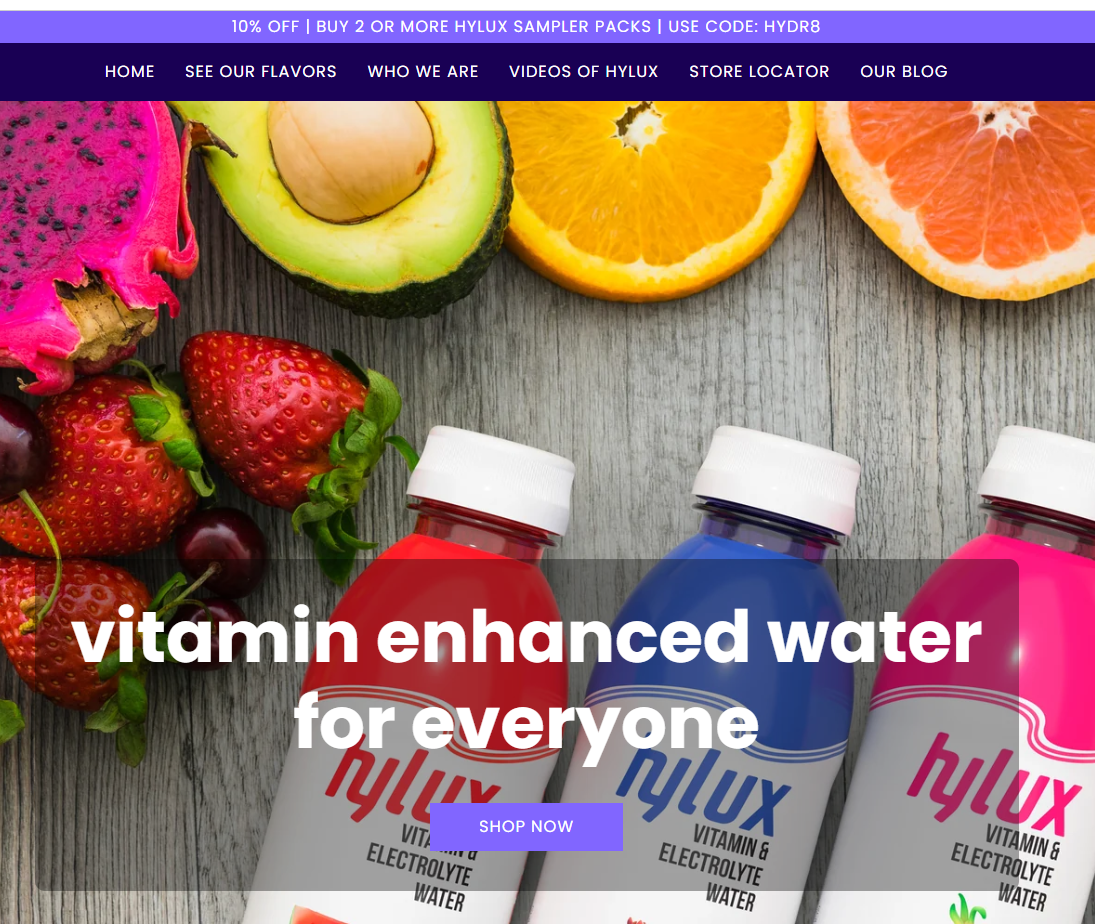 10% OFF | BUY 2 OR MORE HYLUX SAMPLER PACKS | USE CODE: HYDR8
HOME SEE OUR FLAVORS WHO WE ARE VIDEOS OF HYLUX STORE LOCATOR OUR BLOG
vitamin enhanced water
for everyone
hylux hylux hylux
SHOP NOW
VITAMIN & VITAMIN & VITAMIN &
ELECTROLYTE ELECTROLYTE ELECTROLYTE
WATER WATER WATER